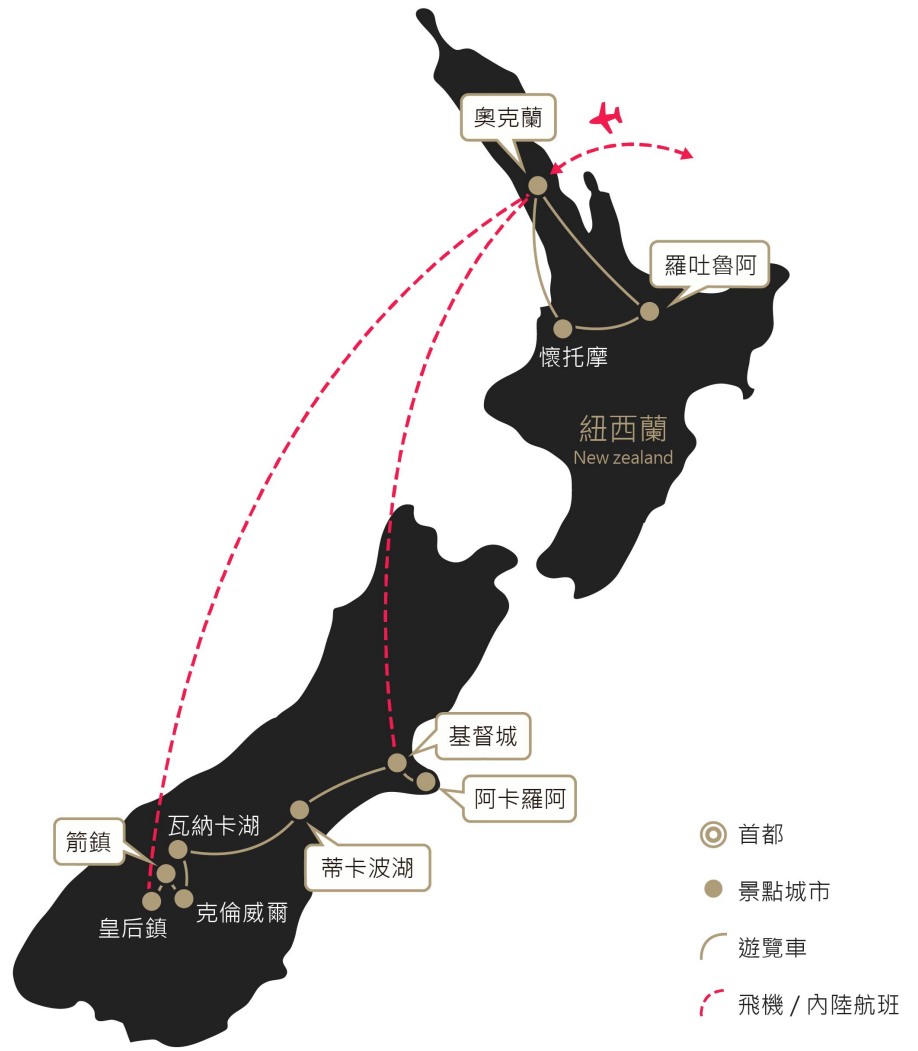 奧克蘭
羅吐魯阿
懷托摩
紐西蘭
New zealand
基督城
阿卡羅阿
瓦納卡湖
箭鎮
蒂卡波湖
克倫威爾
皇后鎮
首都
景點城市
遊覽車
飛機 / 內陸航班